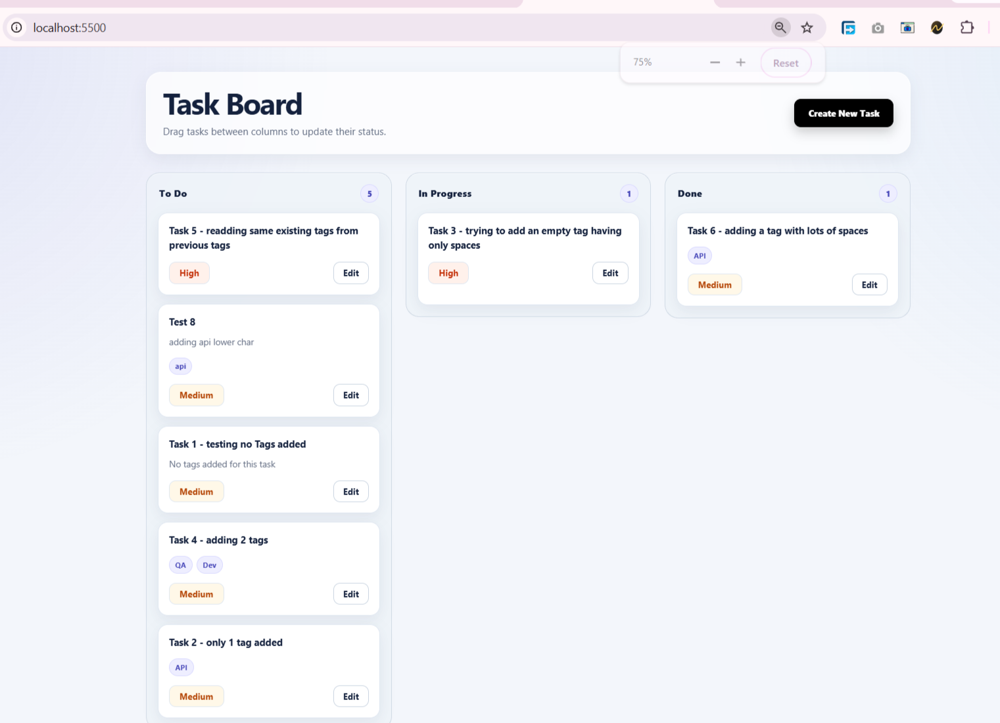 localhost:5500
75%
Reset
Task Board
Drag tasks between columns to update their status.
Create New Task
To Do
5
Task 5 - readding same existing tags from
previous tags
High
Edit
Test 8
adding api lower char
api
Medium
Edit
Task 1 - testing no Tags added
No tags added for this task
Medium
Edit
Task 4 - adding 2 tags
QA
Dev
Medium
Edit
Task 2 - only 1 tag added
API
Medium
Edit
In Progress
1
Task 3 - trying to add an empty tag having
only spaces
High
Edit
Done
1
Task 6 - adding a tag with lots of spaces
API
Medium
Edit